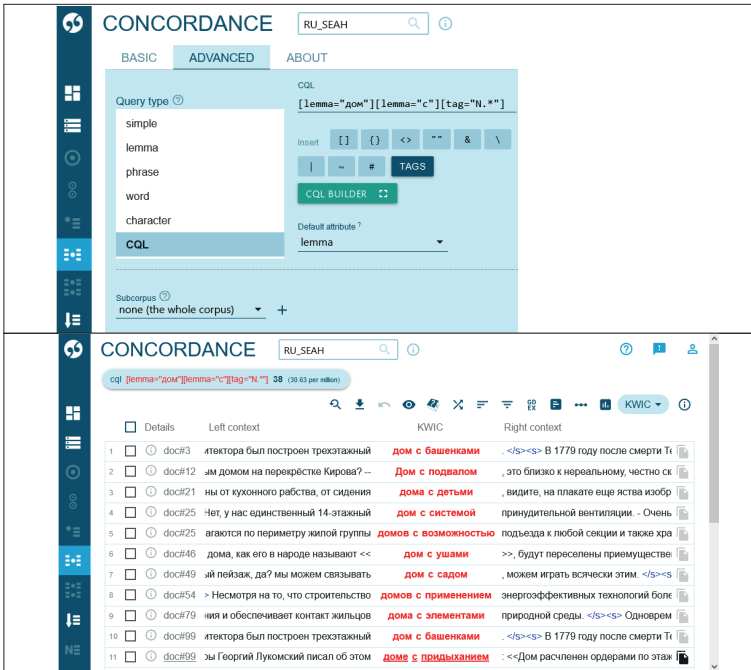 CONCORDANCE RU_SEAH
BASIC ADVANCED ABOUT
CQL
Query type [lemma="дом"][lemma="с"][tag="N.*"]
simple
Insert [] {} <> "" & \
lemma
| ~ # TAGS
phrase
CQL BUILDER
word
character
Default attribute ?
CQL lemma
Subcorpus
none (the whole corpus) +
CONCORDANCE RU_SEAH
cql [lemma="дом"][lemma="с"][tag="N.*"] 38 (30.63 per million)
GD EX KWIC
Details Left context KWIC Right context
1 doc#3 итектора был построен трехэтажный дом с башенками . </s><s> В 1779 году после смерти
2 doc#12 ым домом на перекрёстке Кирова? -- Дом с подвалом , это близко к нереальному, честно ск
3 doc#21 ны от кухонного рабства, от сидения дома с детьми , видите, на плакате еще яства изобр
4 doc#25 Нет, у нас единственный 14-этажный дом с системой принудительной вентиляции. - Очень
5 doc#25 агаются по периметру жилой группы домов с возможностью подъезда к любой секции и также хра
6 doc#46 дома, как его в народе называют << дом с ушами >>, будут переселены приемуществе
7 doc#49 ый пейзаж, да? мы можем связывать дом с садом , можем играть всячески этим. </s><s
8 doc#54 > Несмотря на то, что строительство домов с применением энергоэффективных технологий боле
9 doc#79 ния и обеспечивает контакт жильцов дома с элементами природной среды. </s><s> Одноврем
10 doc#99 итектора был построен трехэтажный дом с башенками . </s><s> В 1779 году после смерти
11 doc#99 ры Георгий Лукомский писал об этом доме с придыханием : <<Дом расчленен ордерами по этаж
NE